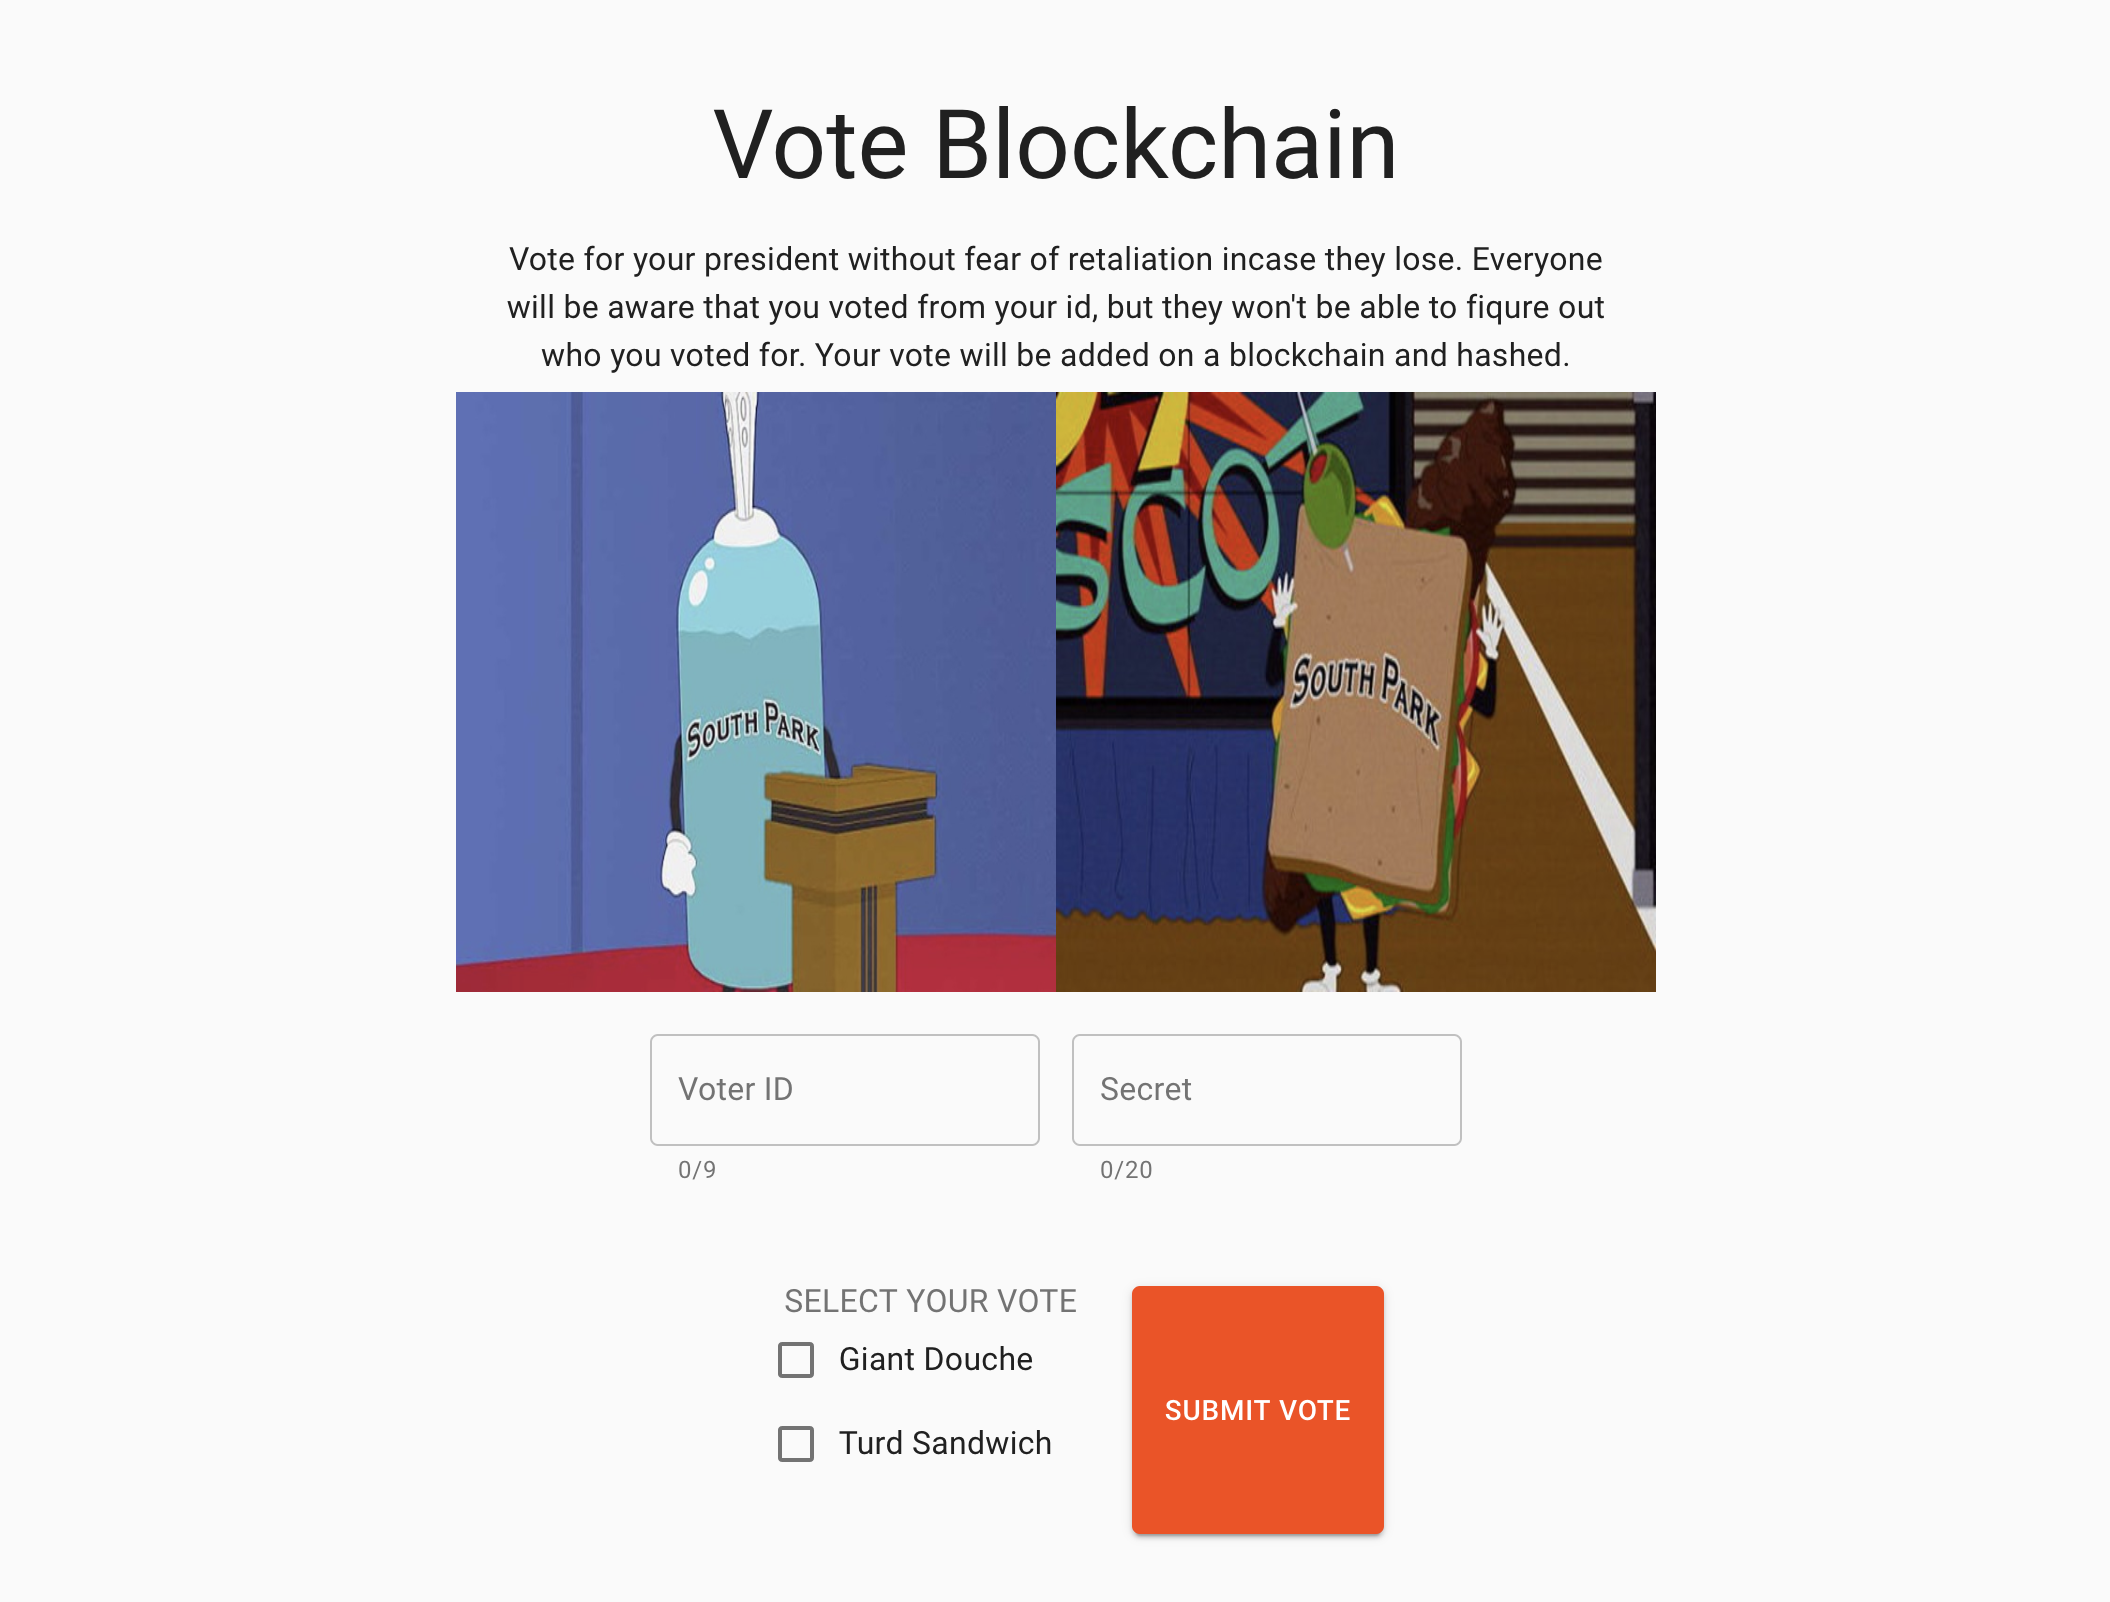 Vote Blockchain
Vote for your president without fear of retaliation incase they lose. Everyone
will be aware that you voted from your id, but they won't be able to fiqure out
who you voted for. Your vote will be added on a blockchain and hashed.
SOUTH PARK
SCO
SOUTH PARK
Voter ID
Secret
0/9
0/20
SELECT YOUR VOTE
Giant Douche
SUBMIT VOTE
Turd Sandwich